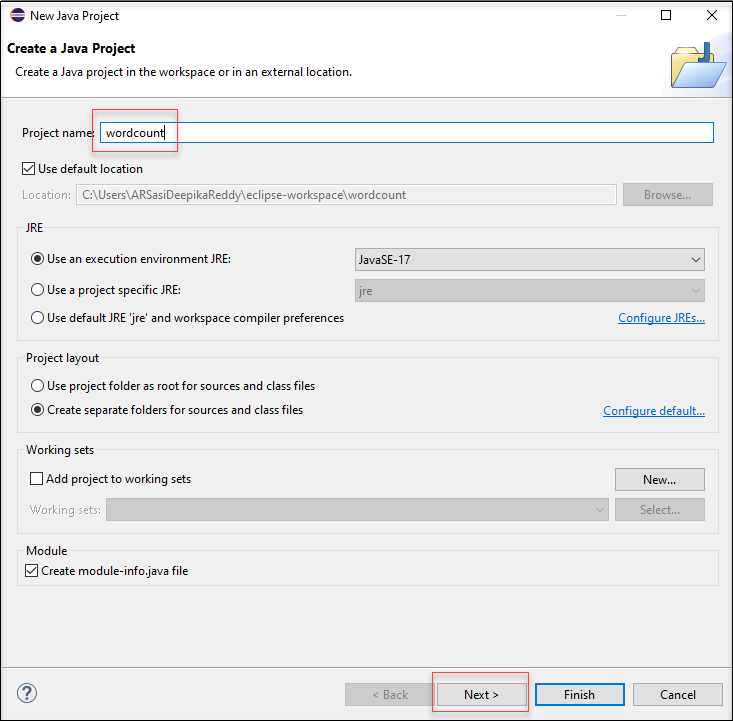 New Java Project
Create a Java Project
Create a Java project in the workspace or in an external location.
Project name: wordcount
Use default location
Location: C:\Users\ARSasiDeepikaReddy\eclipse-workspace\wordcount Browse...
JRE
Use an execution environment JRE: JavaSE-17
Use a project specific JRE: jre
Use default JRE 'jre' and workspace compiler preferences Configure JREs...
Project layout
Use project folder as root for sources and class files
Create separate folders for sources and class files Configure default...
Working sets
Add project to working sets New...
Working sets: Select...
Module
Create module-info.java file
? < Back Next > Finish Cancel